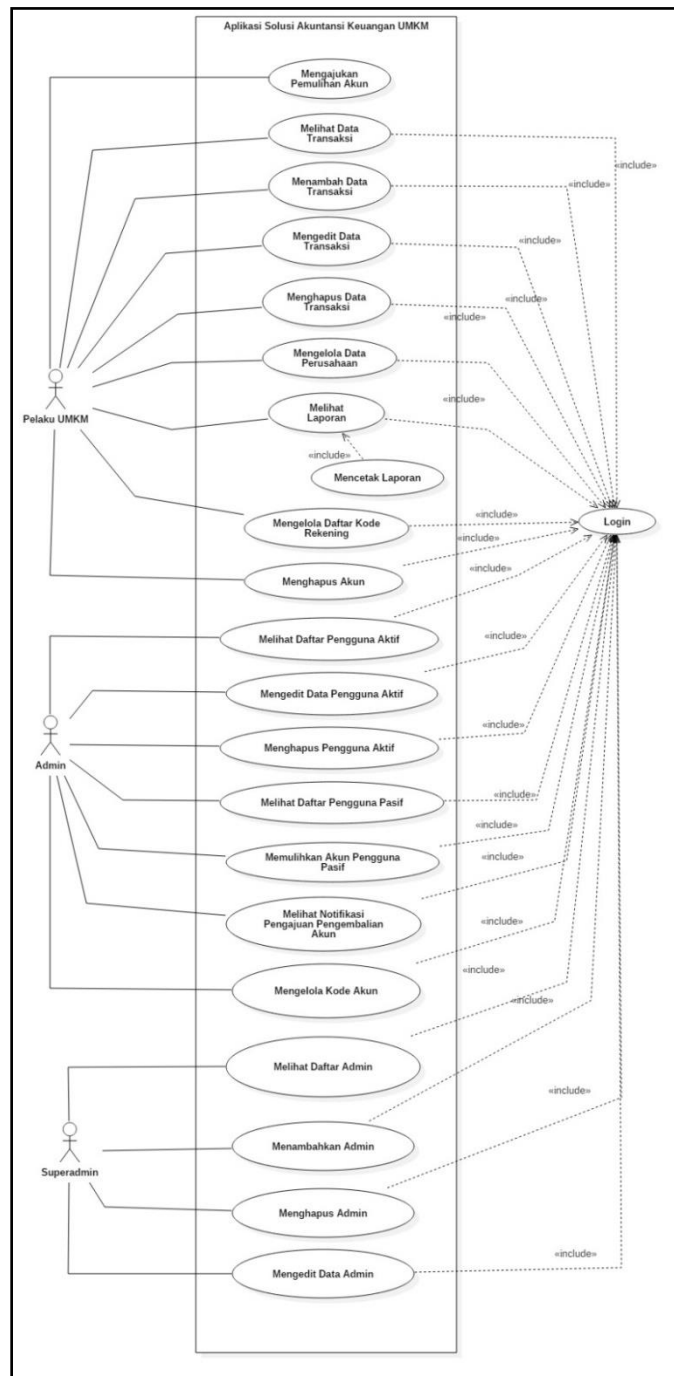 Aplikasi Solusi Akuntansi Keuangan UMKM
Mengajukan
Pemulihan Akun
Melihat Data
Transaksi
«include»
Menambah Data
Transaksi
«include»
Mengedit Data
Transaksi
«include»
Menghapus Data
Transaksi
«include»
«include»
Mengelola Data
Perusahaan
Pelaku UMKM
Melihat
Laporan
«include»
«include»
Mencetak Laporan
Mengelola Daftar Kode
Rekening
«include»
Login
«include»
Menghapus Akun
«include»
Melihat Daftar Pengguna Aktif
«include»
Mengedit Data Pengguna Aktif
«include»
Menghapus Pengguna Aktif
Admin
«include»
Melihat Daftar Pengguna Pasif
«include»
Memulihkan Akun Pengguna
Pasif
«include»
Melihat Notifikasi
Pengajuan Pengembalian
Akun
«include»
Mengelola Kode Akun
«include»
«include»
Melihat Daftar Admin
«include»
Superadmin
Menambahkan Admin
Menghapus Admin
«include»
Mengedit Data Admin